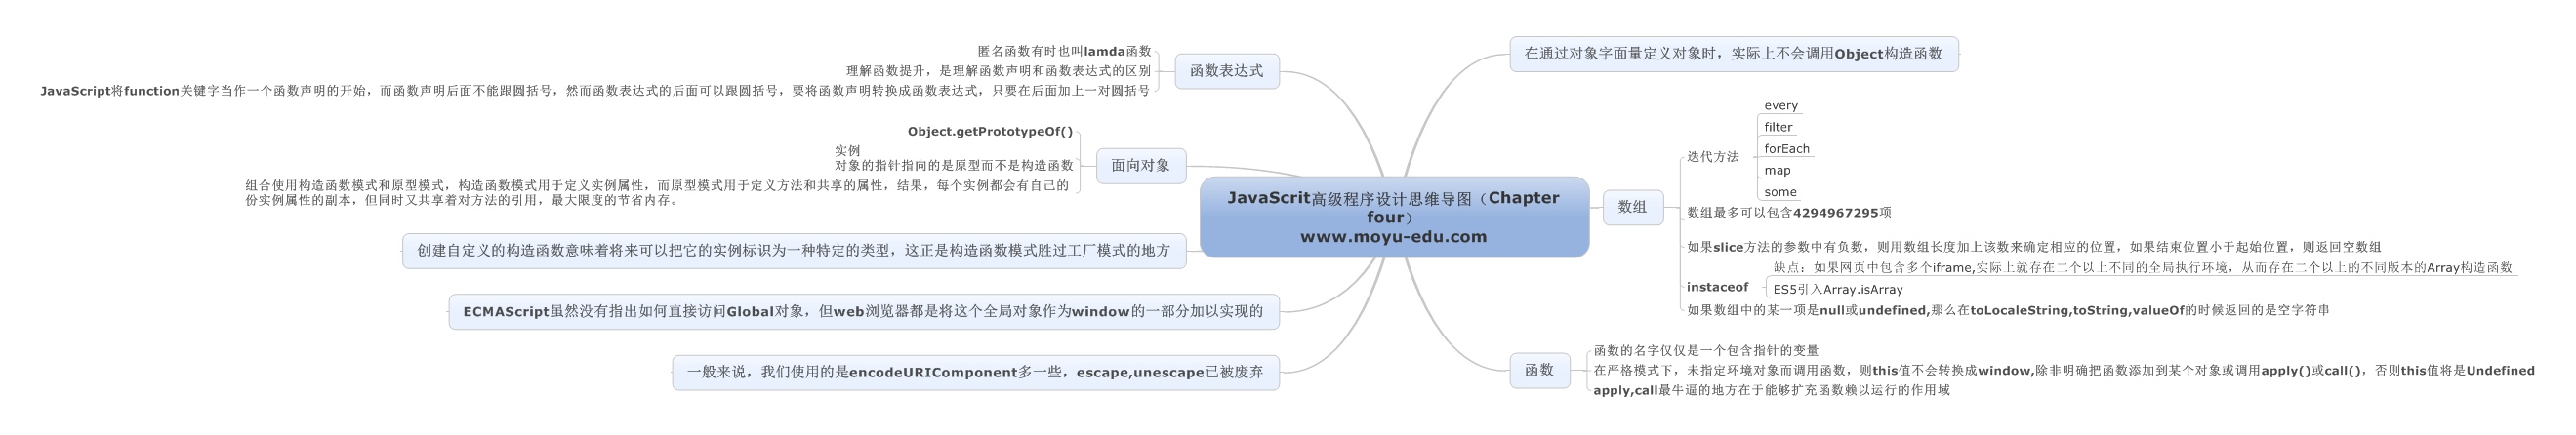 JavaScrit高级程序设计思维导图（Chapter
four）
www.moyu-edu.com
在通过对象字面量定义对象时，实际上不会调用Object构造函数
数组
迭代方法
every
filter
forEach
map
some
数组最多可以包含4294967295项
如果slice方法的参数中有负数，则用数组长度加上该数来确定相应的位置，如果结束位置小于起始位置，则返回空数组
instaceof
缺点：如果网页中包含多个iframe,实际上就存在二个以上不同的全局执行环境，从而存在二个以上的不同版本的Array构造函数
ES5引入Array.isArray
如果数组中的某一项是null或undefined,那么在toLocaleString,toString,valueOf的时候返回的是空字符串
函数
函数的名字仅仅是一个包含指针的变量
在严格模式下，未指定环境对象而调用函数，则this值不会转换成window,除非明确把函数添加到某个对象或调用apply()或call()，否则this值将是Undefined
apply,call最牛逼的地方在于能够扩充函数赖以运行的作用域
函数表达式
匿名函数有时也叫lamda函数
理解函数提升，是理解函数声明和函数表达式的区别
JavaScript将function关键字当作一个函数声明的开始，而函数声明后面不能跟圆括号，然而函数表达式的后面可以跟圆括号，要将函数声明转换成函数表达式，只要在后面加上一对圆括号
面向对象
Object.getPrototypeOf()
实例
对象的指针指向的是原型而不是构造函数
组合使用构造函数模式和原型模式，构造函数模式用于定义实例属性，而原型模式用于定义方法和共享的属性，结果，每个实例都会有自己的
份实例属性的副本，但同时又共享着对方法的引用，最大限度的节省内存。
创建自定义的构造函数意味着将来可以把它的实例标识为一种特定的类型，这正是构造函数模式胜过工厂模式的地方
ECMAScript虽然没有指出如何直接访问Global对象，但web浏览器都是将这个全局对象作为window的一部分加以实现的
一般来说，我们使用的是encodeURIComponent多一些，escape,unescape已被废弃